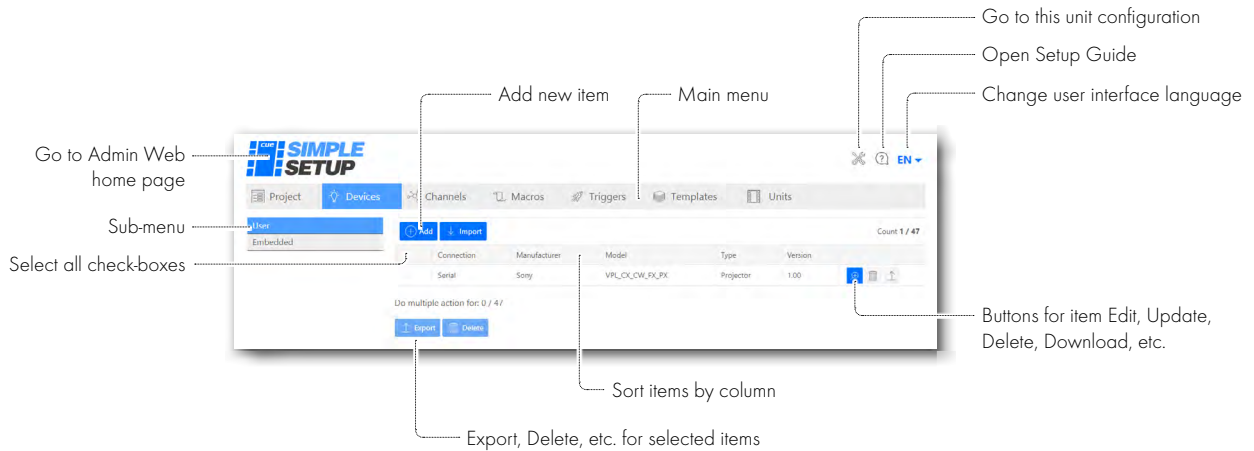 Go to this unit configuration
Open Setup Guide
Add new item
Main menu
Change user interface language
Go to Admin Web
home page
cue
SIMPLE
SETUP
EN
Project Devices Channels Macros Triggers Templates Units
Sub-menu
User
Embedded
Add Import
Count 1 / 47
Select all check-boxes
Connection Manufacturer Model Type Version
Serial Sony VPL_CX_CW_FX_PX Projector 1.00
Do multiple action for: 0 / 47
Export Delete
Buttons for item Edit, Update,
Delete, Download, etc.
Sort items by column
Export, Delete, etc. for selected items